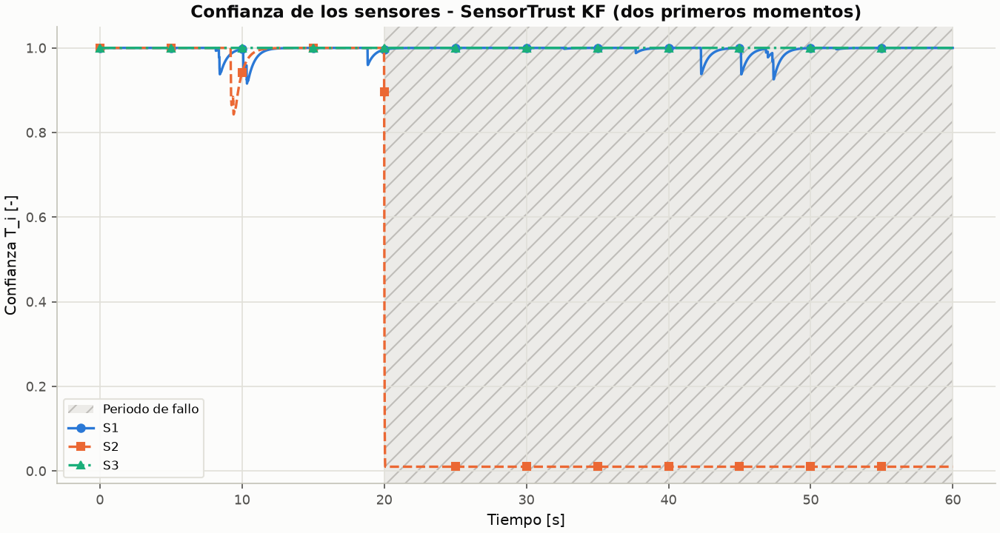 Confianza de los sensores - SensorTrust KF (dos primeros momentos)
Confianza T_i [-]
1.0
0.8
0.6
0.4
0.2
0.0
Periodo de fallo
S1
S2
S3
0 10 20 30 40 50 60
Tiempo [s]